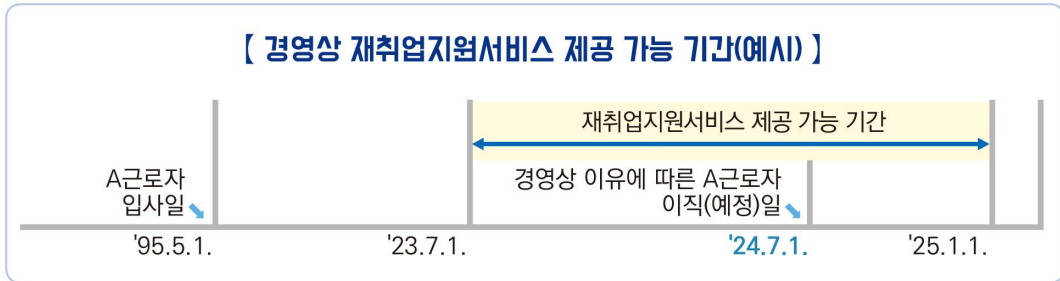 【 경영상 재취업지원서비스 제공 가능 기간(예시) 】
재취업지원서비스 제공 가능 기간
A근로자
입사일
경영상 이유에 따른 A근로자
이직(예정)일
'95.5.1.
'23.7.1.
'24.7.1.
'25.1.1.